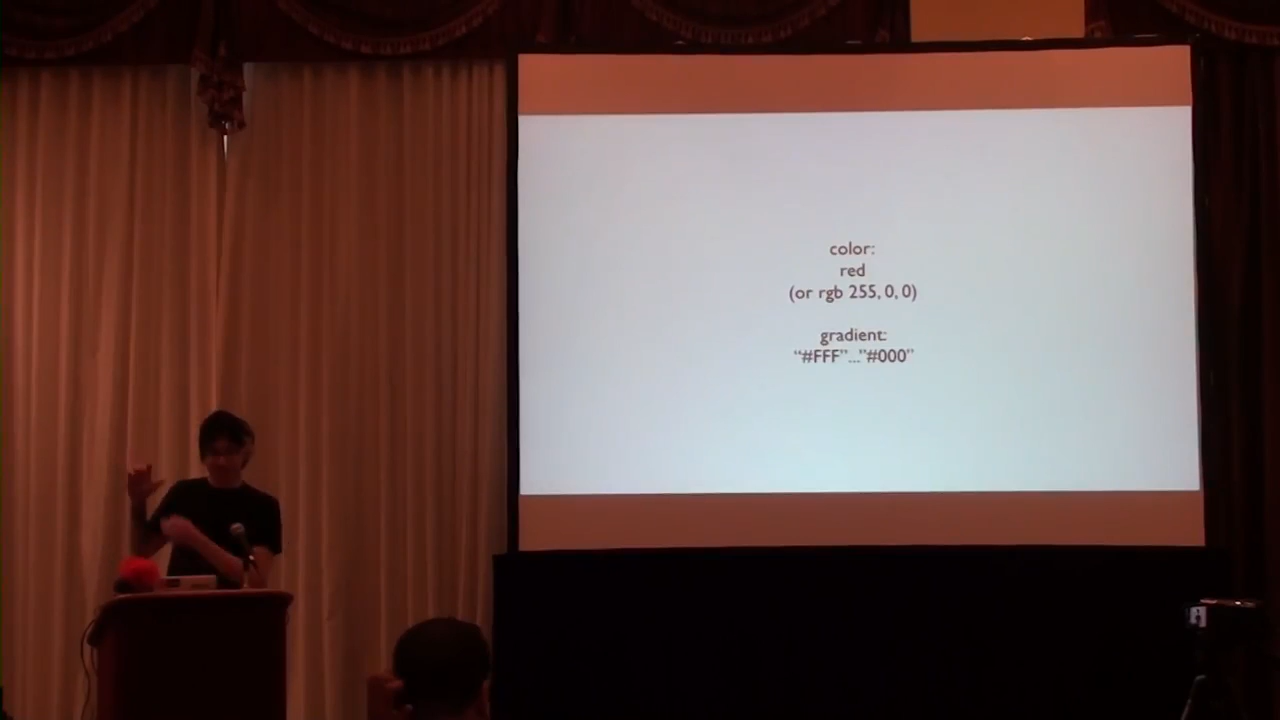 color:
red
(or rgb 255, 0, 0)
gradient:
“#FFF”...”#000”